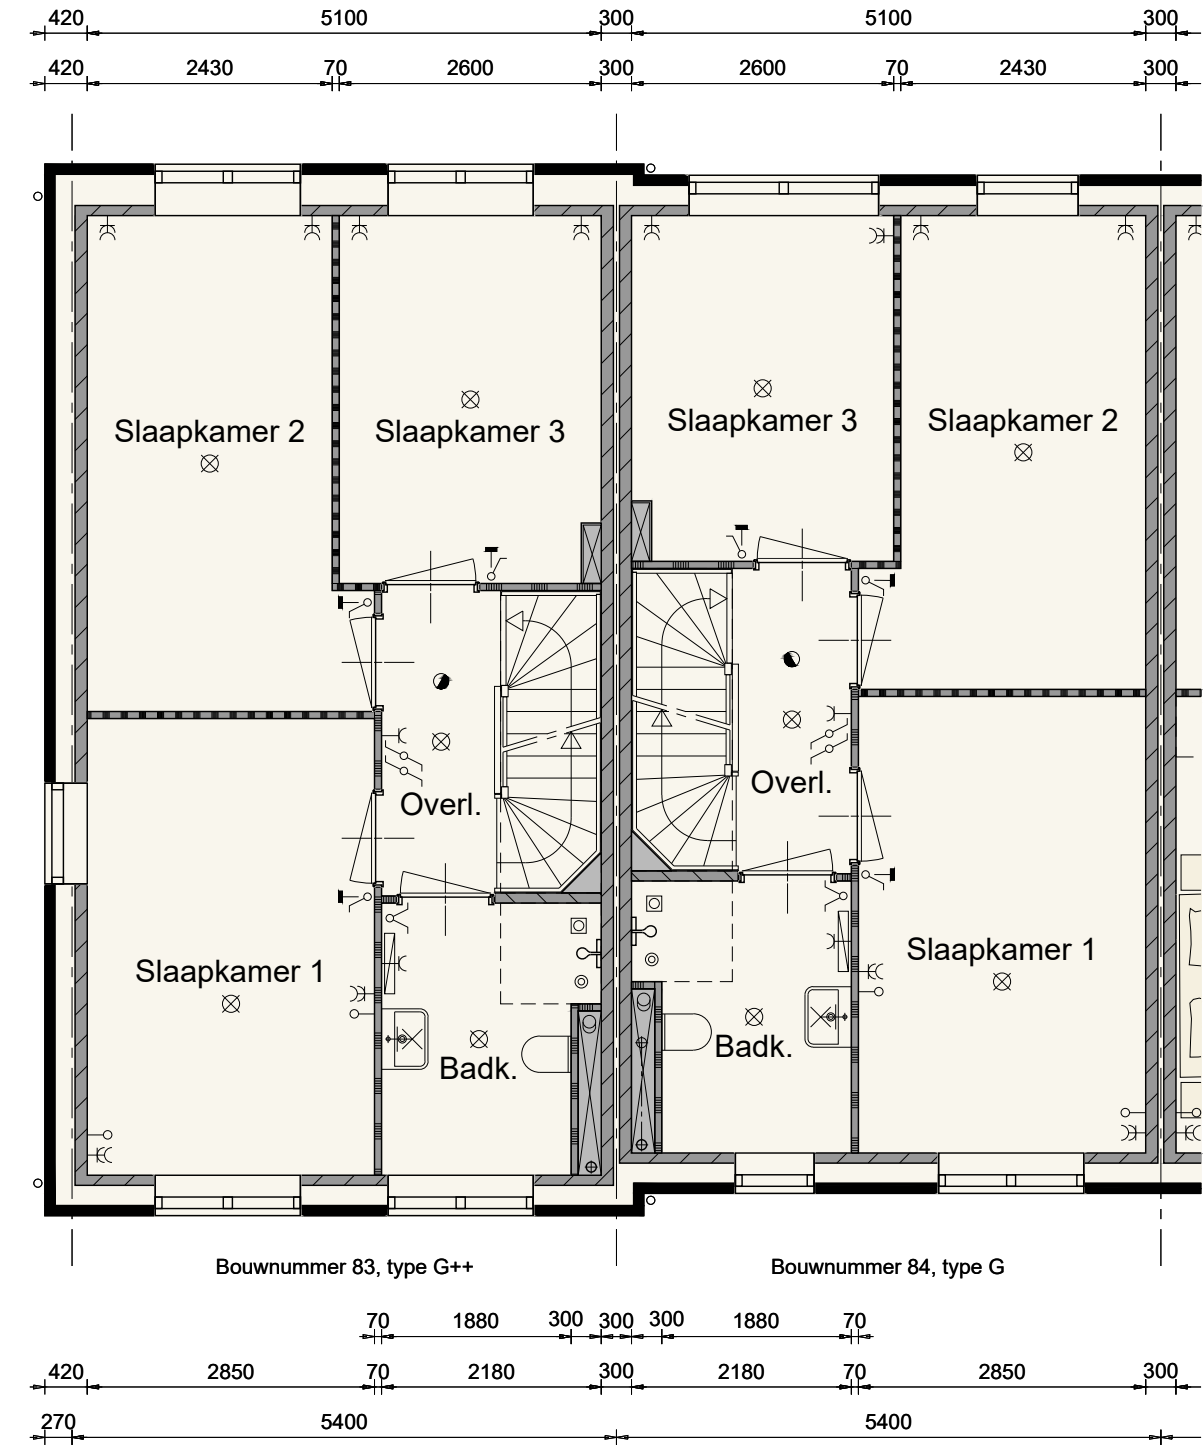 420 5100 300 5100 300
420 2430 70 2600 300 2600 70 2430 300
Slaapkamer 2
Slaapkamer 3
Slaapkamer 3
Slaapkamer 2
Overl.
Overl.
Slaapkamer 1
Slaapkamer 1
Badk.
Badk.
Bouwnummer 83, type G++
Bouwnummer 84, type G
70 1880 300 300 300 1880 70
420 2850 70 2180 300 2180 70 2850 300
270 5400 5400